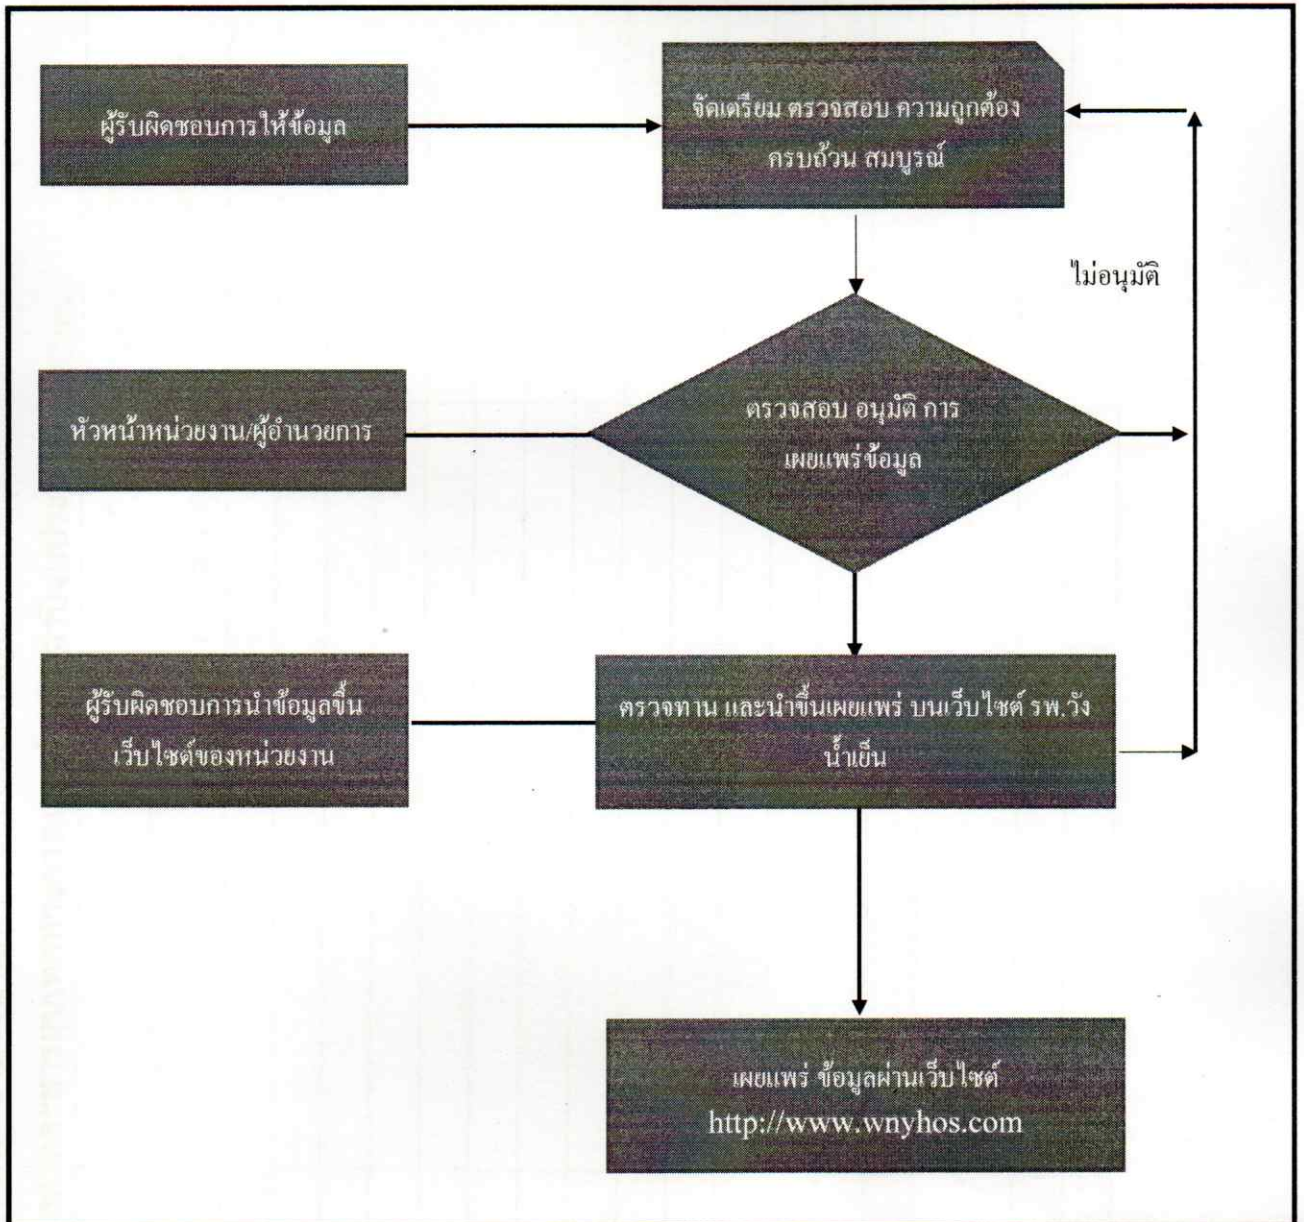 ผู้รับผิดชอบการให้ข้อมูล
จัดเตรียม ตรวจสอบ ความถูกต้อง
ครบถ้วน สมบูรณ์
ไม่อนุมัติ
หัวหน้าหน่วยงาน/ผู้อำนวยการ
ตรวจสอบ อนุมัติ การ
เผยแพร่ข้อมูล
ผู้รับผิดชอบการนำข้อมูลขึ้น
เว็บไซต์ของหน่วยงาน
ตรวจทาน และนำขึ้นเผยแพร่ บนเว็บไซต์ รพ.วัง
น้ำเย็น
เผยแพร่ ข้อมูลผ่านเว็บไซต์
http://www.wnyhos.com